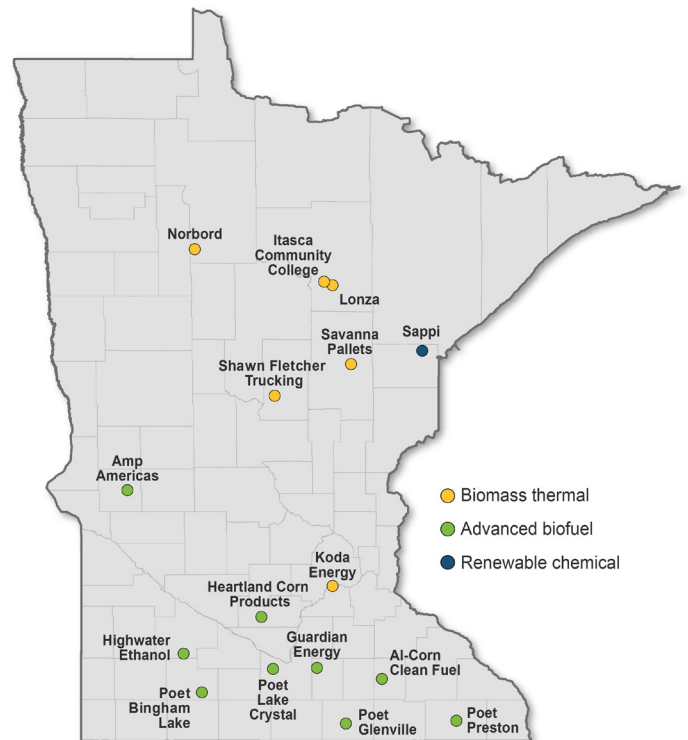 Norbord
Itasca
Community
College
Lonza
Savanna
Pallets
Sappi
Shawn Fletcher
Trucking
Amp
Americas
Biomass thermal
Advanced biofuel
Renewable chemical
Koda
Energy
Heartland Corn
Products
Highwater
Ethanol
Guardian
Energy
Al-Corn
Clean Fuel
Poet
Bingham
Lake
Poet
Lake
Crystal
Poet
Glenville
Poet
Preston